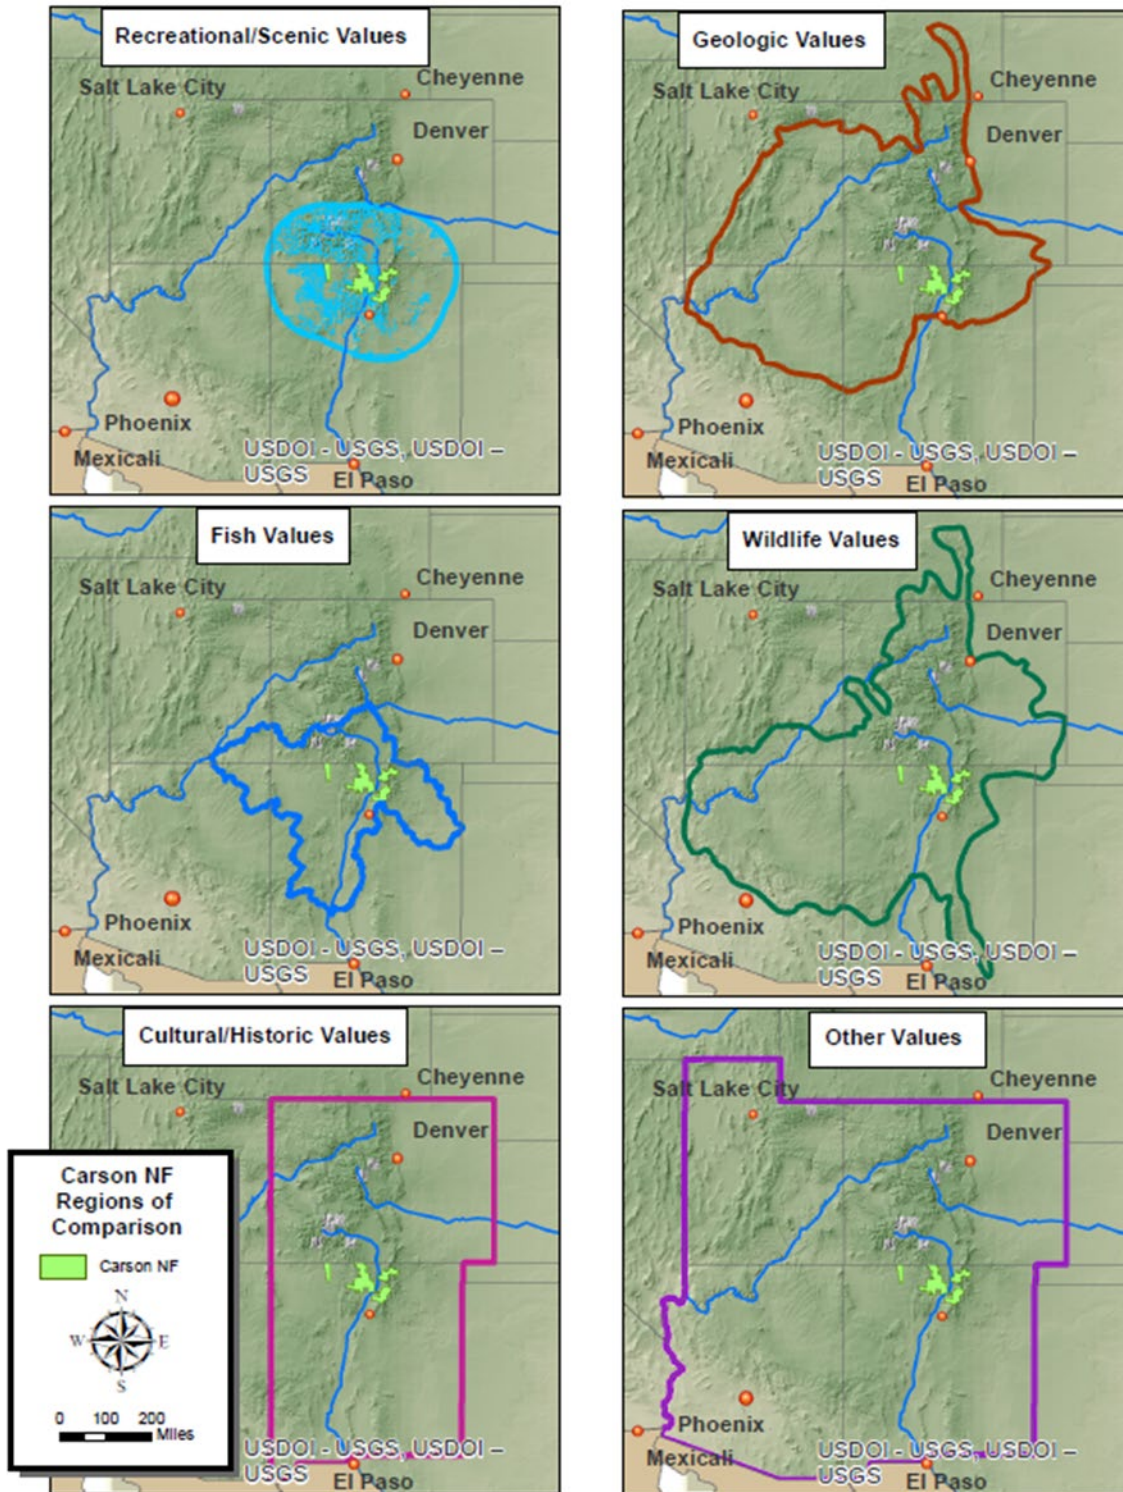 Recreational/Scenic Values
Cheyenne
Salt Lake City
Denver
Phoenix
Mexicali
USDOI - USGS, USDOI –
USGS
El Paso
Geologic Values
Cheyenne
Salt Lake City
Denver
Phoenix
Mexicali
USDOI - USGS, USDOI –
USGS
El Paso
Fish Values
Cheyenne
Salt Lake City
Denver
Phoenix
Mexicali
USDOI - USGS, USDOI –
USGS
El Paso
Wildlife Values
Cheyenne
Salt Lake City
Denver
Phoenix
Mexicali
USDOI - USGS, USDOI –
USGS
El Paso
Cultural/Historic Values
Cheyenne
Salt Lake City
Denver
USDOI - USGS, USDOI –
USGS
El Paso
Other Values
Cheyenne
Salt Lake City
Denver
Phoenix
Mexicali
USDOI - USGS, USDOI –
USGS
El Paso
Carson NF
Regions of
Comparison
Carson NF
N
W E
S
0 100 200
Miles